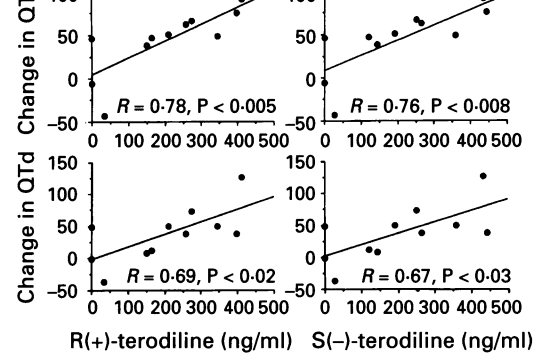 Change in QT
100
50
0
−50
R = 0·78, P < 0·005
0 100 200 300 400 500
100
50
0
−50
R = 0·76, P < 0·008
0 100 200 300 400 500
Change in QTd
150
100
50
0
−50
R = 0·69, P < 0·02
0 100 200 300 400 500
R(+)-terodiline (ng/ml)
150
100
50
0
−50
R = 0·67, P < 0·03
0 100 200 300 400 500
S(−)-terodiline (ng/ml)